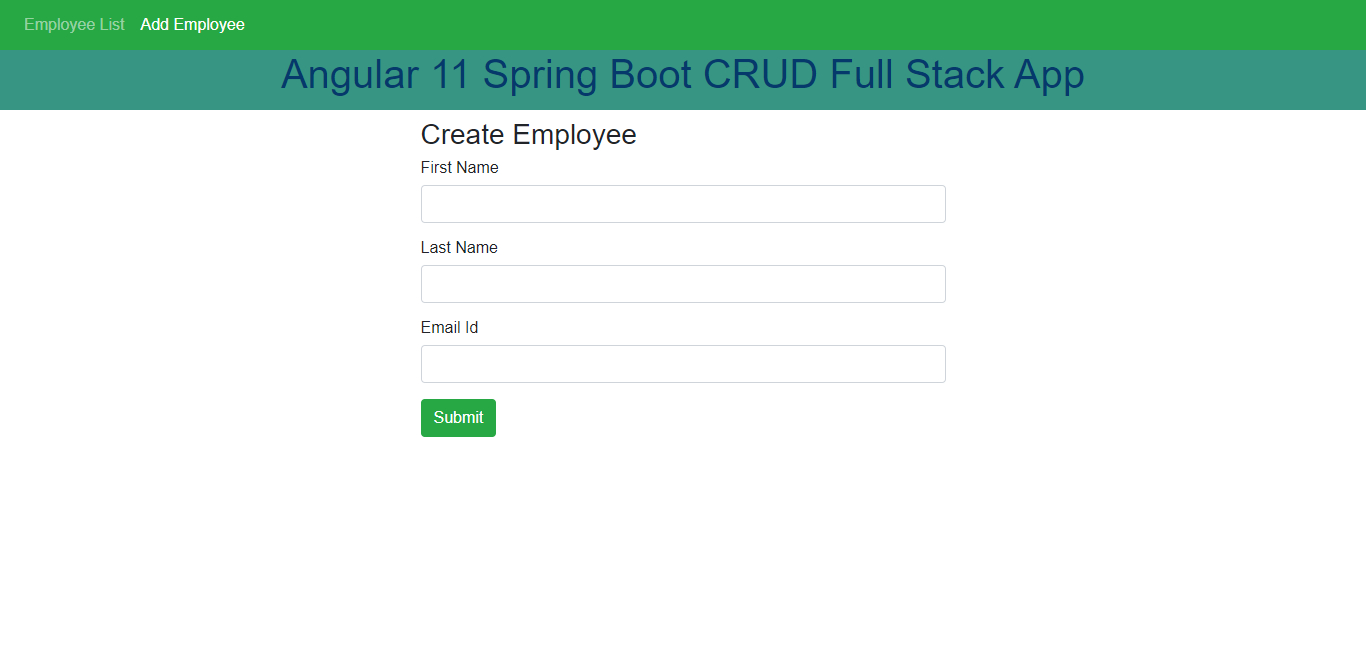 Employee List Add Employee
Angular 11 Spring Boot CRUD Full Stack App
Create Employee
First Name
Last Name
Email Id
Submit